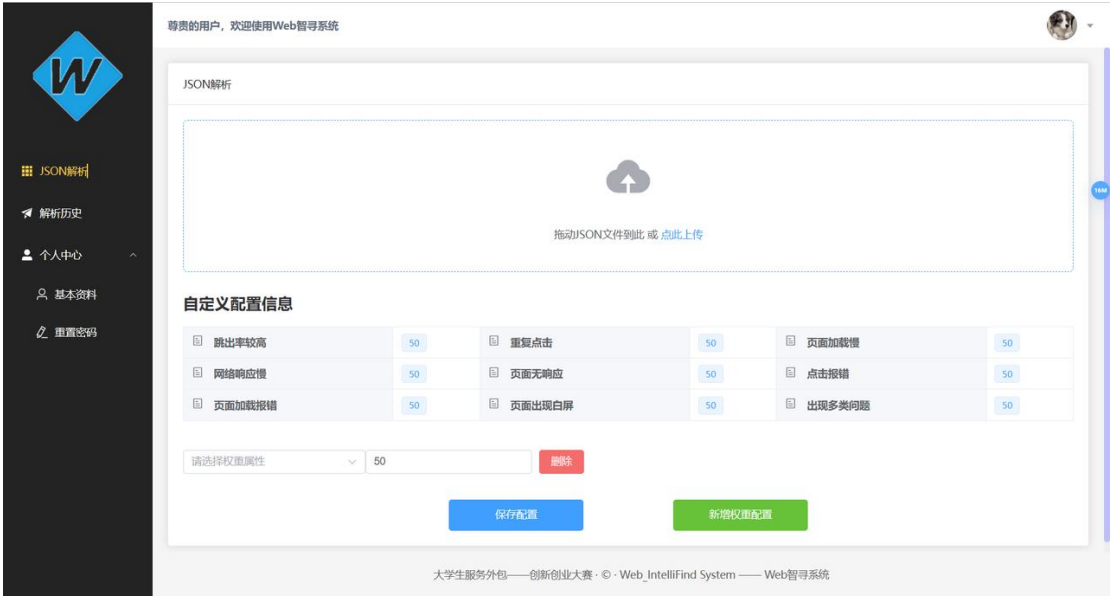 尊贵的用户，欢迎使用Web智寻系统
W
JSON解析
解析历史
个人中心
基本资料
重置密码
JSON解析
拖动JSON文件到此 或 点此上传
16M
自定义配置信息
跳出率较高 50 重复点击 50 页面加载慢 50
网络响应慢 50 页面无响应 50 点击报错 50
页面加载报错 50 页面出现白屏 50 出现多类问题 50
请选择权重属性 50 删除
保存配置 新增权重配置
大学生服务外包——创新创业大赛 · © · Web_IntelliFind System —— Web智寻系统